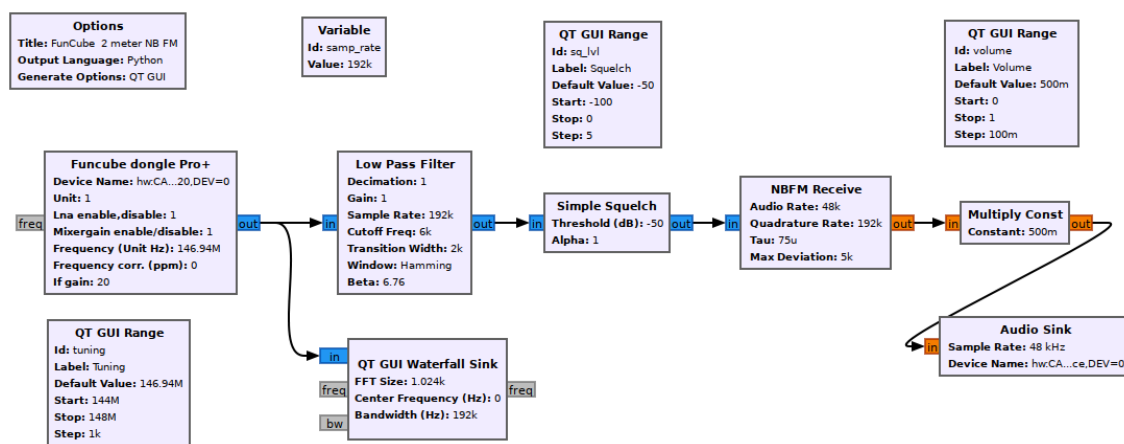 Options
Title: FunCube  2 meter NB FM
Output Language: Python
Generate Options: QT GUI
Variable
Id: samp_rate
Value: 192k
QT GUI Range
Id: sq_lvl
Label: Squelch
Default Value: -50
Start: -100
Stop: 0
Step: 5
QT GUI Range
Id: volume
Label: Volume
Default Value: 500m
Start: 0
Stop: 1
Step: 100m
Funcube dongle Pro+
Device Name: hw:CA...20,DEV=0
Unit: 1
Lna enable,disable: 1
Mixergain enable/disable: 1
Frequency (Unit Hz): 146.94M
Frequency corr. (ppm): 0
If gain: 20
freq
out
Low Pass Filter
Decimation: 1
Gain: 1
Sample Rate: 192k
Cutoff Freq: 6k
Transition Width: 2k
Window: Hamming
Beta: 6.76
in
out
Simple Squelch
Threshold (dB): -50
Alpha: 1
in
out
NBFM Receive
Audio Rate: 48k
Quadrature Rate: 192k
Tau: 75u
Max Deviation: 5k
in
out
Multiply Const
Constant: 500m
in
out
QT GUI Range
Id: tuning
Label: Tuning
Default Value: 146.94M
Start: 144M
Stop: 148M
Step: 1k
QT GUI Waterfall Sink
FFT Size: 1.024k
Center Frequency (Hz): 0
Bandwidth (Hz): 192k
in
freq
bw
freq
Audio Sink
Sample Rate: 48 kHz
Device Name: hw:CA...ce,DEV=0
in